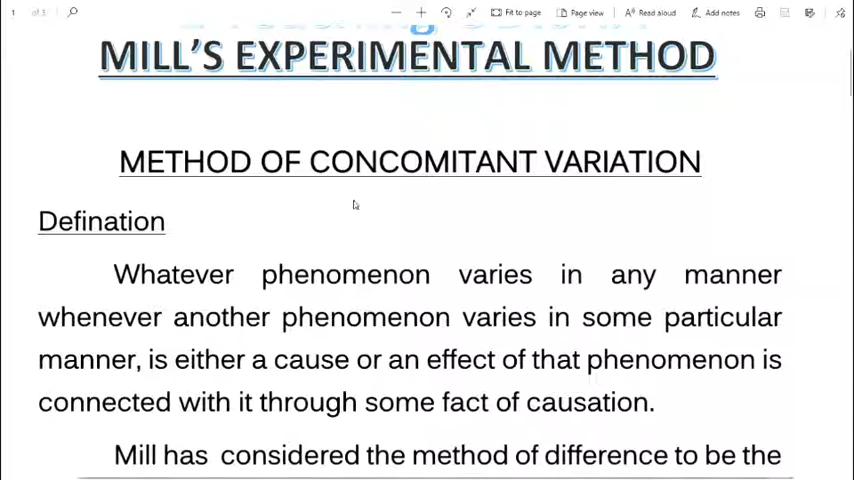 1 of 3 Fit to page Page view Read aloud Add notes
MILL'S EXPERIMENTAL METHOD
METHOD OF CONCOMITANT VARIATION
Defination
Whatever phenomenon varies in any manner
whenever another phenomenon varies in some particular
manner, is either a cause or an effect of that phenomenon is
connected with it through some fact of causation.
Mill has considered the method of difference to be the